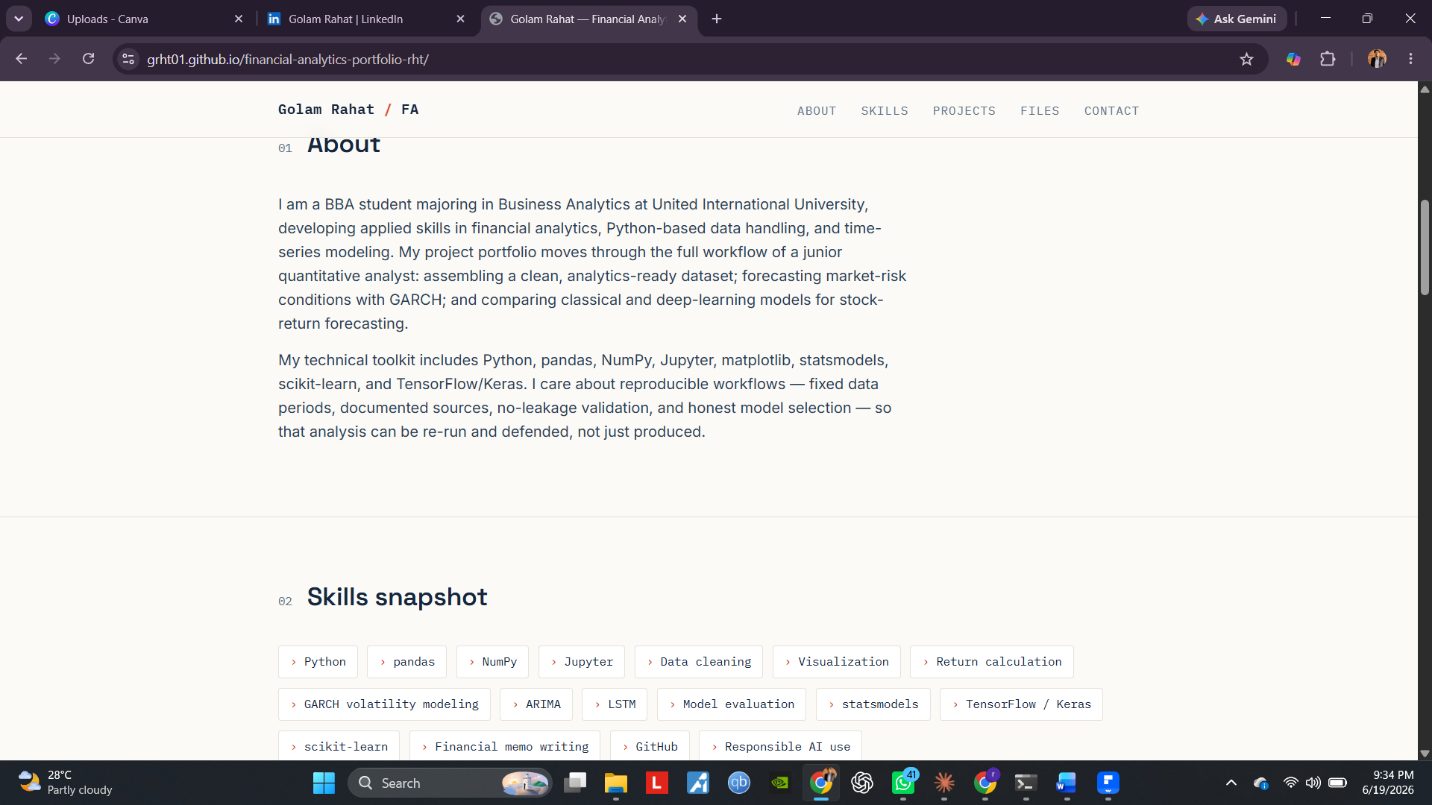 Uploads - Canva
Golam Rahat | LinkedIn
Golam Rahat — Financial Analy
Ask Gemini
grht01.github.io/financial-analytics-portfolio-rht/
Golam Rahat / FA
ABOUT SKILLS PROJECTS FILES CONTACT
01 About
I am a BBA student majoring in Business Analytics at United International University,
developing applied skills in financial analytics, Python-based data handling, and time-
series modeling. My project portfolio moves through the full workflow of a junior
quantitative analyst: assembling a clean, analytics-ready dataset; forecasting market-risk
conditions with GARCH; and comparing classical and deep-learning models for stock-
return forecasting.
My technical toolkit includes Python, pandas, NumPy, Jupyter, matplotlib, statsmodels,
scikit-learn, and TensorFlow/Keras. I care about reproducible workflows — fixed data
periods, documented sources, no-leakage validation, and honest model selection — so
that analysis can be re-run and defended, not just produced.
02 Skills snapshot
› Python › pandas › NumPy › Jupyter › Data cleaning › Visualization › Return calculation
› GARCH volatility modeling › ARIMA › LSTM › Model evaluation › statsmodels › TensorFlow / Keras
› scikit-learn › Financial memo writing › GitHub › Responsible AI use
28°C
Partly cloudy
Search
L
qb
41
9:34 PM
6/19/2026